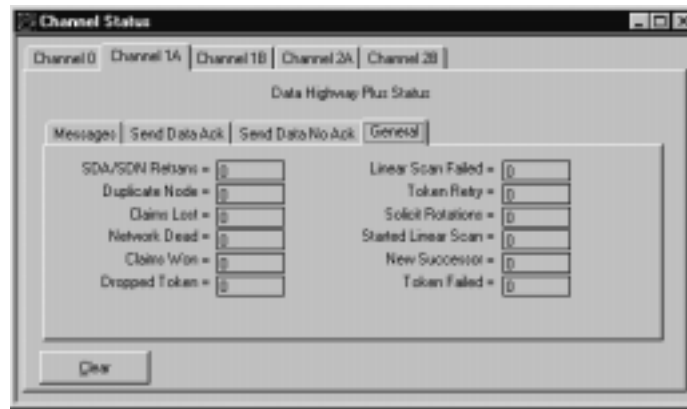 Channel Status
Channel 0 Channel 1A Channel 1B Channel 2A Channel 2B
Data Highway Plus Status
Messages Send Data Ack Send Data No Ack General
SDA/SDN Retrans = 0 Linear Scan Failed = 0
Duplicate Node = 0 Token Retry = 0
Claims Lost = 0 Solicit Rotations = 0
Network Dead = 0 Started Linear Scan = 0
Claims Won = 0 New Successor = 0
Dropped Token = 0 Token Failed = 0
Clear